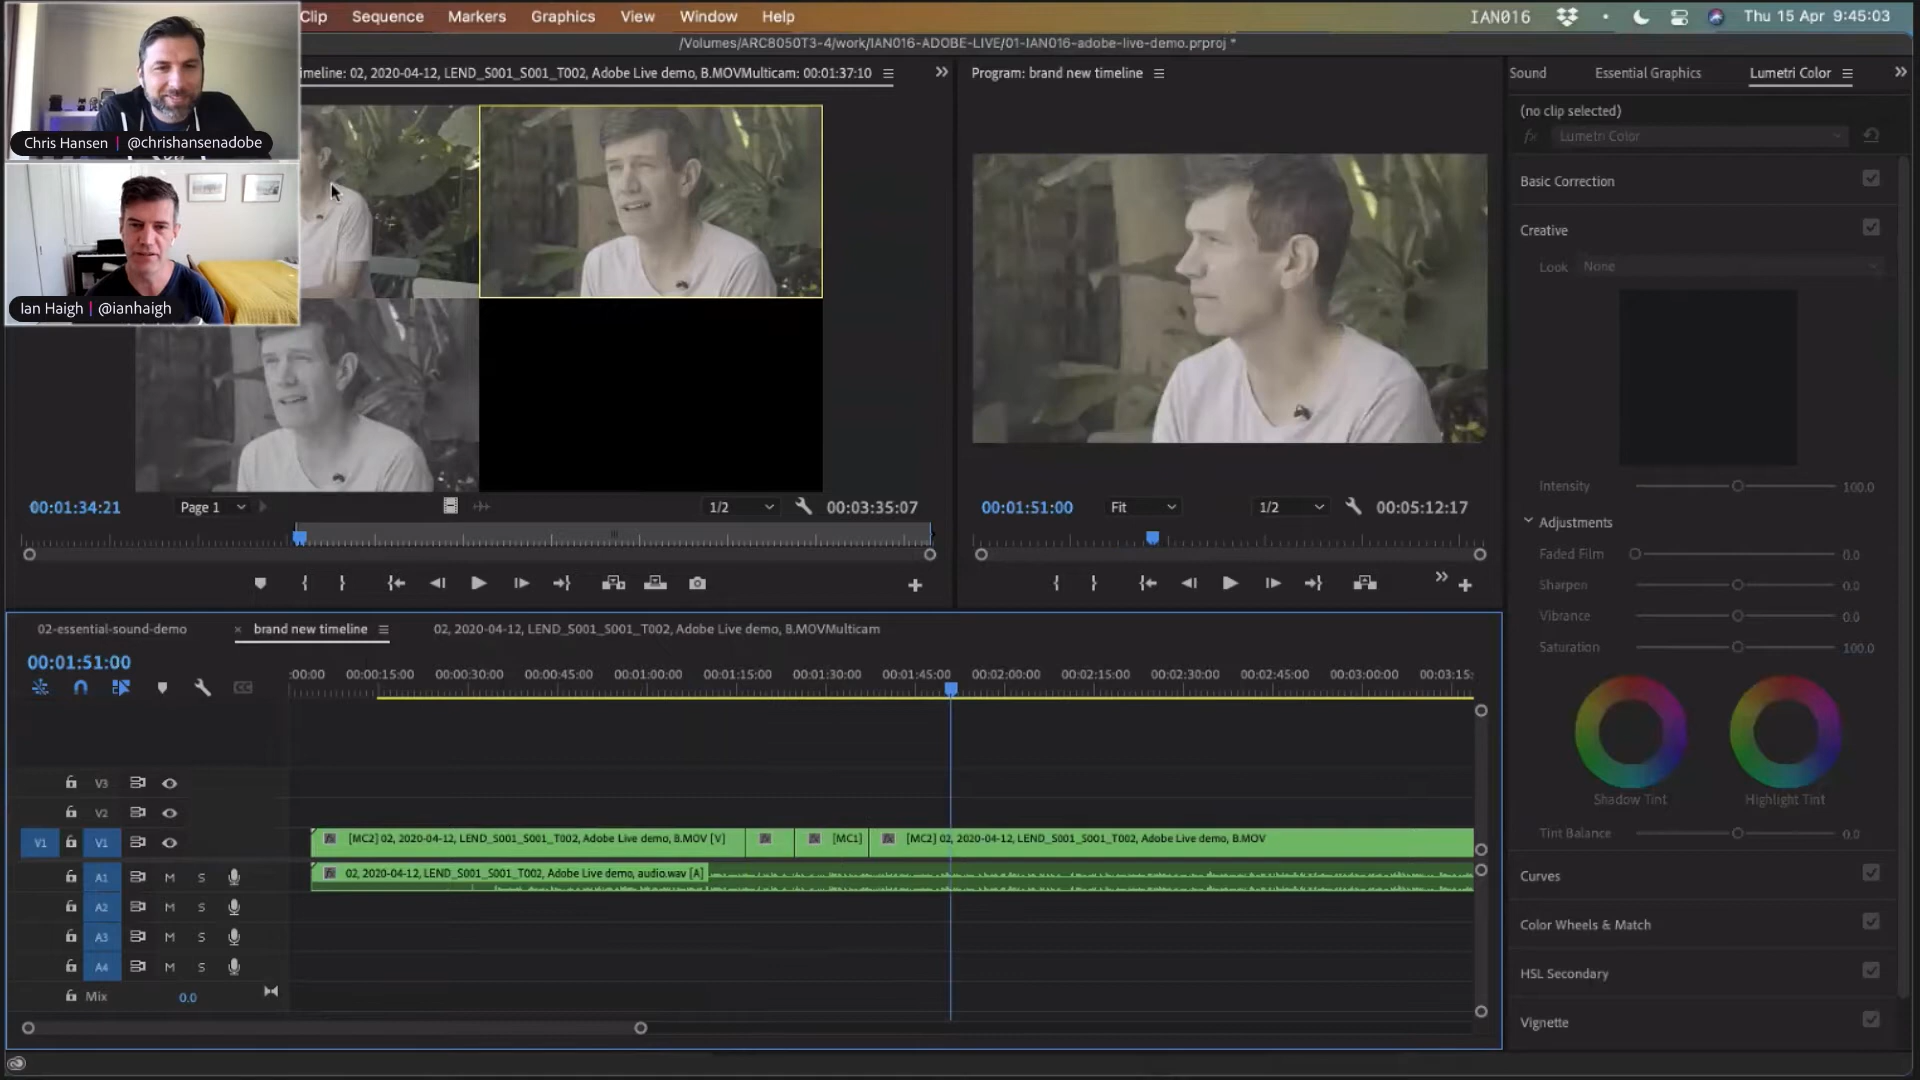 Clip Sequence Markers Graphics View Window Help
IAN016 Thu 15 Apr 9:45:03
/Volumes/ARC8050T3-4/work/IAN016-ADOBE-LIVE/01-IAN016-adobe-live-demo.prproj *
Chris Hansen | @chrishansenadobe
Ian Haigh | @ianhaigh
imeline: 02, 2020-04-12, LEND_S001_S001_T002, Adobe Live demo, B.MOVMulticam: 00:01:37:10
Program: brand new timeline
Sound Essential Graphics Lumetri Color
(no clip selected)
fx Lumetri Color
Basic Correction
Creative
Look None
Intensity 100.0
Adjustments
Faded Film 0.0
Sharpen 0.0
Vibrance 0.0
Saturation 100.0
Shadow Tint Highlight Tint
Tint Balance 0.0
Curves
Color Wheels & Match
HSL Secondary
Vignette
00:01:34:21 Page 1 1/2 00:03:35:07
00:01:51:00 Fit 1/2 00:05:12:17
02-essential-sound-demo × brand new timeline 02, 2020-04-12, LEND_S001_S001_T002, Adobe Live demo, B.MOVMulticam
00:01:51:00
:00:00 00:00:15:00 00:00:30:00 00:00:45:00 00:01:00:00 00:01:15:00 00:01:30:00 00:01:45:00 00:02:00:00 00:02:15:00 00:02:30:00 00:02:45:00 00:03:00:00 00:03:15:
CC
V3
V2
V1 V1 fx [MC2] 02, 2020-04-12, LEND_S001_S001_T002, Adobe Live demo, B.MOV [V] fx fx [MC1] fx [MC2] 02, 2020-04-12, LEND_S001_S001_T002, Adobe Live demo, B.MOV
A1 M S fx 02, 2020-04-12, LEND_S001_S001_T002, Adobe Live demo, audio.wav [A]
A2 M S
A3 M S
A4 M S
Mix 0.0